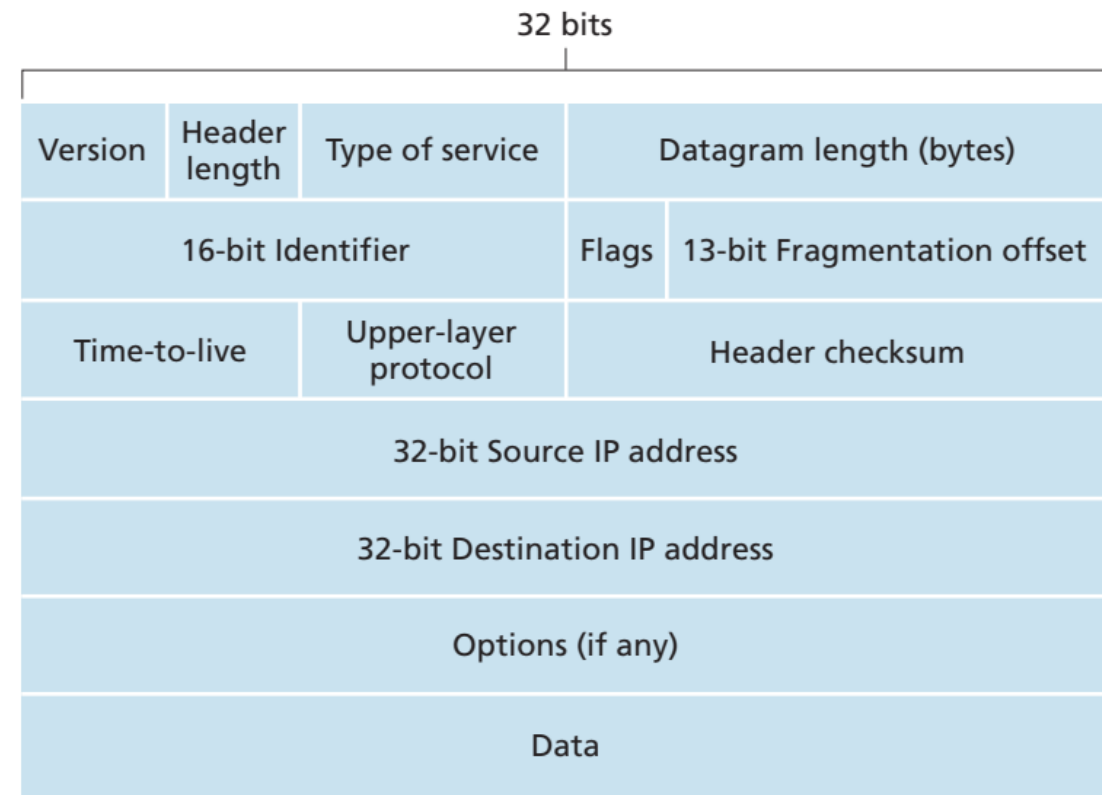 32 bits
Version
Header
length
Type of service
Datagram length (bytes)
16-bit Identifier
Flags
13-bit Fragmentation offset
Time-to-live
Upper-layer
protocol
Header checksum
32-bit Source IP address
32-bit Destination IP address
Options (if any)
Data